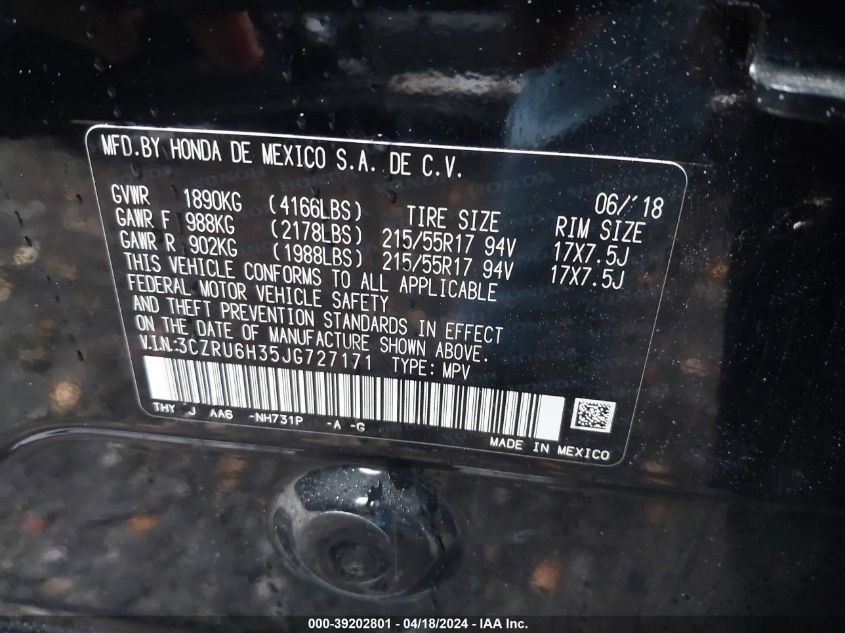 MFD.BY HONDA DE MEXICO S.A. DE C.V.
06/18
GVWR 1890KG (4166LBS) TIRE SIZE RIM SIZE
GAWR F 988KG (2178LBS) 215/55R17 94V 17X7.5J
GAWR R 902KG (1988LBS) 215/55R17 94V 17X7.5J
THIS VEHICLE CONFORMS TO ALL APPLICABLE
FEDERAL MOTOR VEHICLE SAFETY
AND THEFT PREVENTION STANDARDS IN EFFECT
ON THE DATE OF MANUFACTURE SHOWN ABOVE.
V.I.N.:3CZRU6H35JG727171 TYPE: MPV
THY J AA6 -NH731P -A -G
MADE IN MEXICO
000-39202801 - 04/18/2024 - IAA Inc.